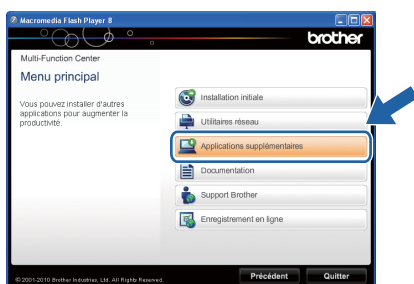 Macromedia Flash Player 8
brother
Multi-Function Center
Menu principal
Vous pouvez installer d'autres
applications pour augmenter la
productivité.
Installation initiale
Utilitaires réseau
Applications supplémentaires
Documentation
Support Brother
Enregistrement en ligne
© 2001-2010 Brother Industries, Ltd. All Rights Reserved.
Précédent
Quitter